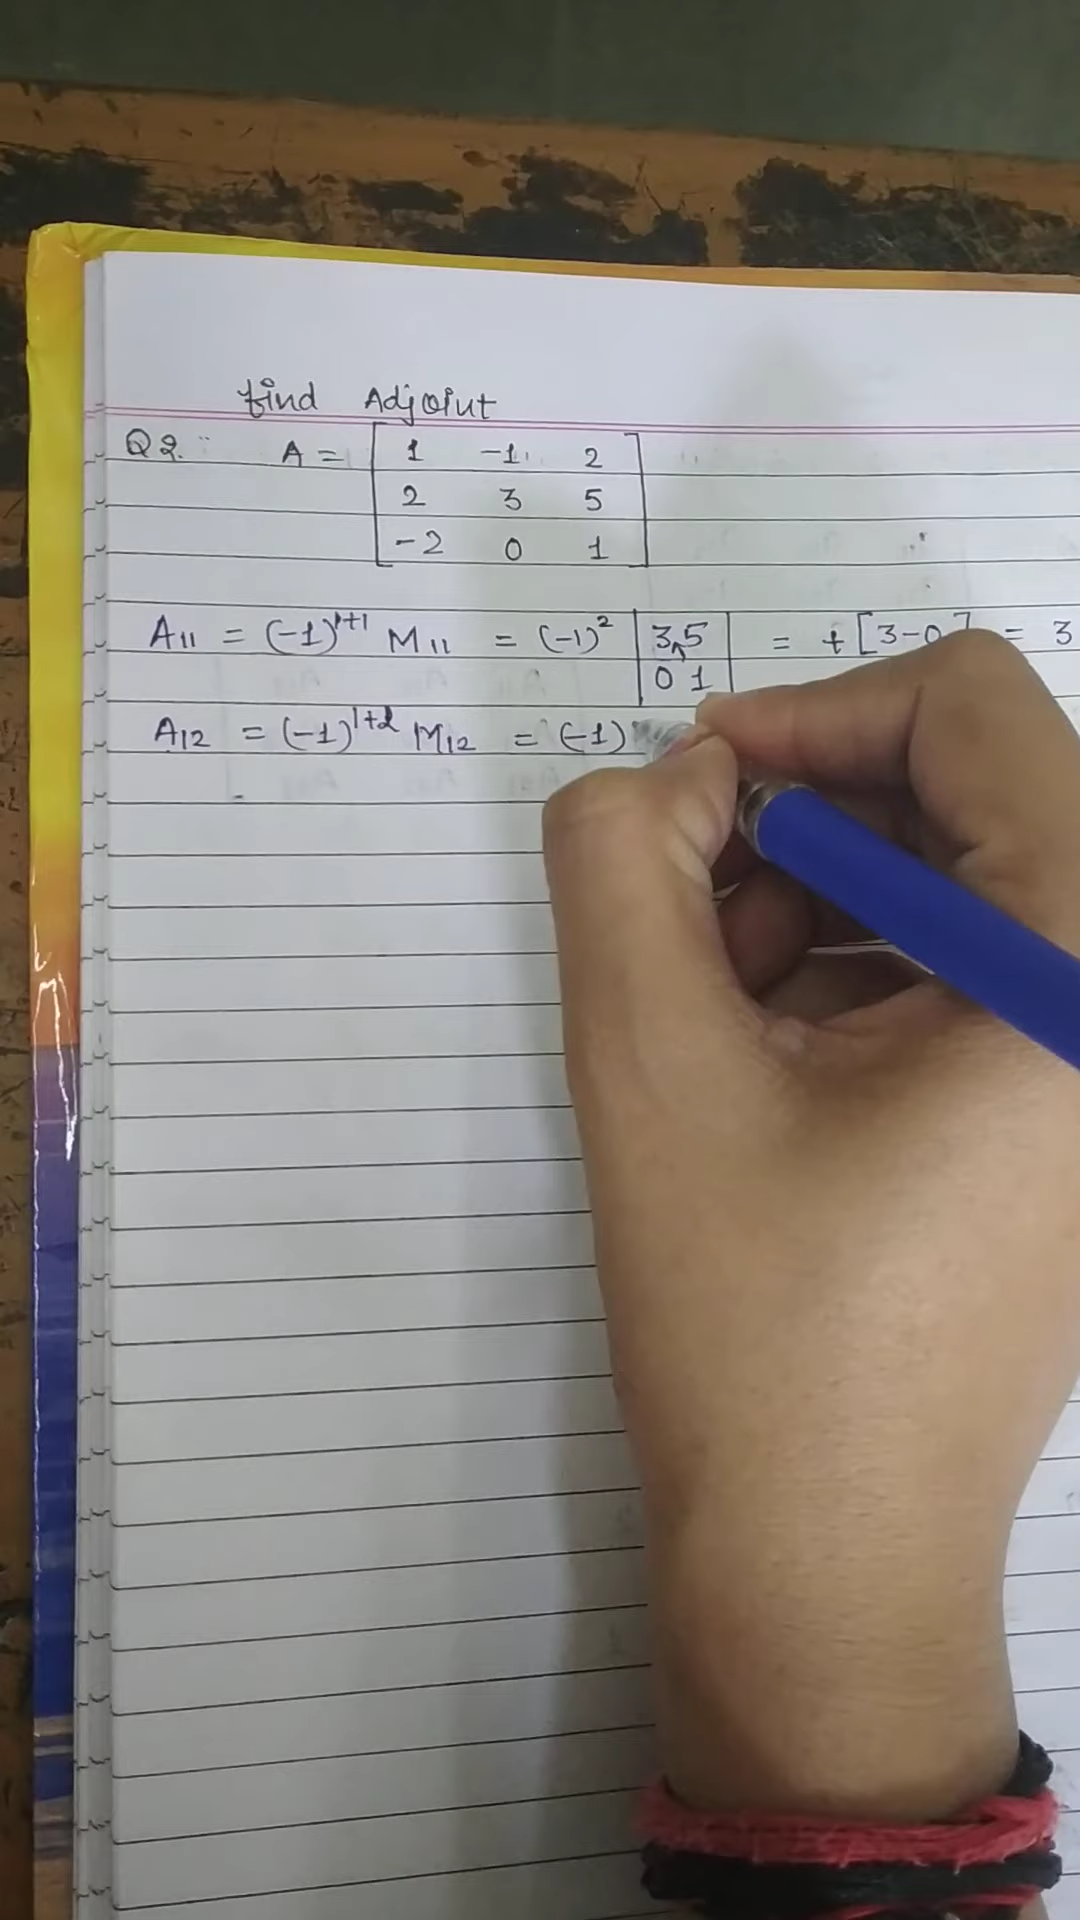 find Adjoint
Q2. A = [ 1 -1 2
2 3 5
-2 0 1 ]
A11 = (-1)^1+1 M11 = (-1)^2 | 3 5 | = + [3-0] = 3
0 1
A12 = (-1)^1+2 M12 = (-1)